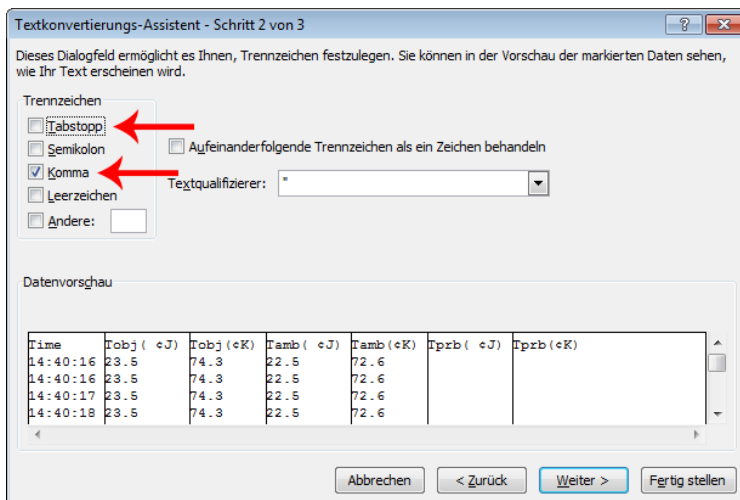 Textkonvertierungs-Assistent - Schritt 2 von 3
Dieses Dialogfeld ermöglicht es Ihnen, Trennzeichen festzulegen. Sie können in der Vorschau der markierten Daten sehen,
wie Ihr Text erscheinen wird.
Trennzeichen
Tabstopp
Semikolon
Komma
Leerzeichen
Andere:
Aufeinanderfolgende Trennzeichen als ein Zeichen behandeln
Textqualifizierer: "
Datenvorschau
Time Tobj( ¢J) Tobj(¢K) Tamb( ¢J) Tamb(¢K) Tprb( ¢J) Tprb(¢K)
14:40:16 23.5 74.3 22.5 72.6
14:40:16 23.5 74.3 22.5 72.6
14:40:17 23.5 74.3 22.5 72.6
14:40:18 23.5 74.3 22.5 72.6
Abbrechen < Zurück Weiter > Fertig stellen